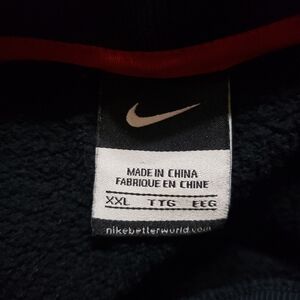 MADE IN CHINA
FABRIQUE EN CHINE
XXL TTG EEG
nikebetterworld.com